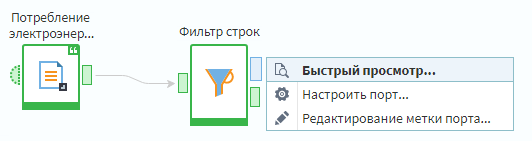 Потребление
электроэнер...
Фильтр строк
Быстрый просмотр...
Настроить порт...
Редактирование метки порта...